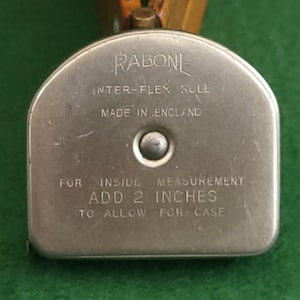 RABONE
INTER-FLEX RULE
MADE IN ENGLAND
FOR INSIDE MEASUREMENT
ADD 2 INCHES
TO ALLOW FOR CASE